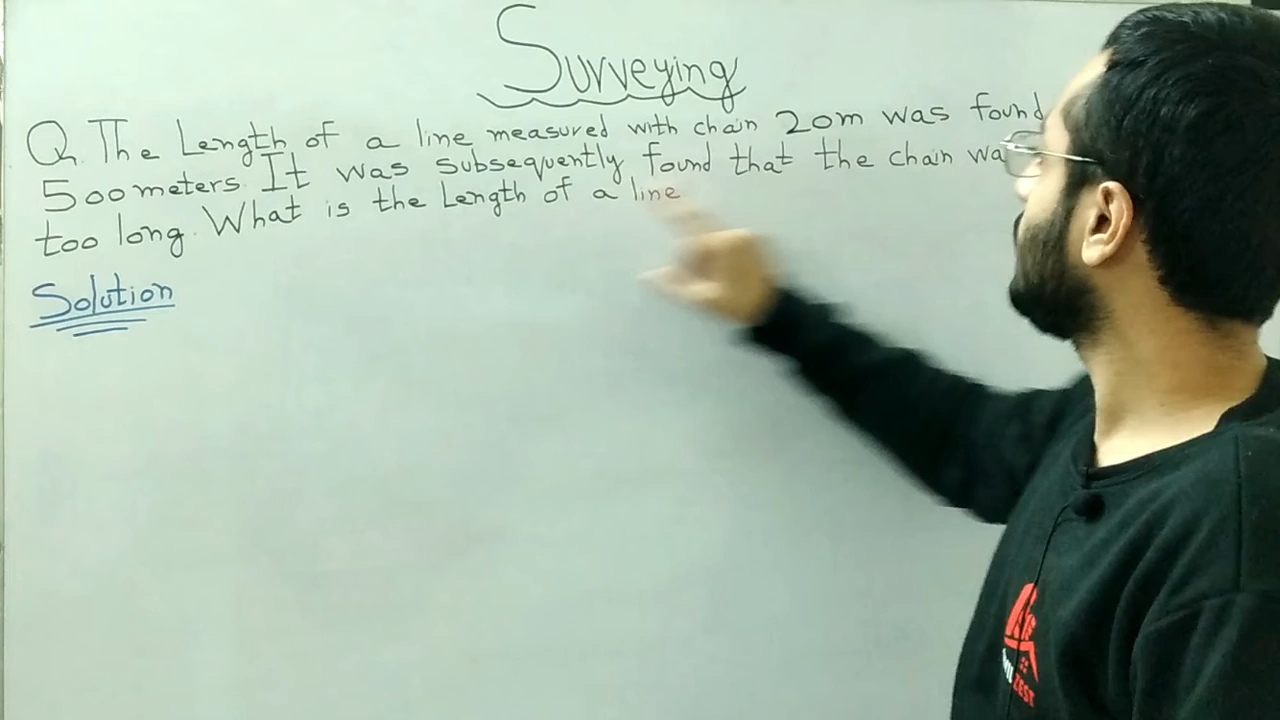 Surveying
Q. The Length of a line measured with chain 20m was found
500 meters. It was subsequently found that the chain wa
too long. What is the Length of a line
Solution